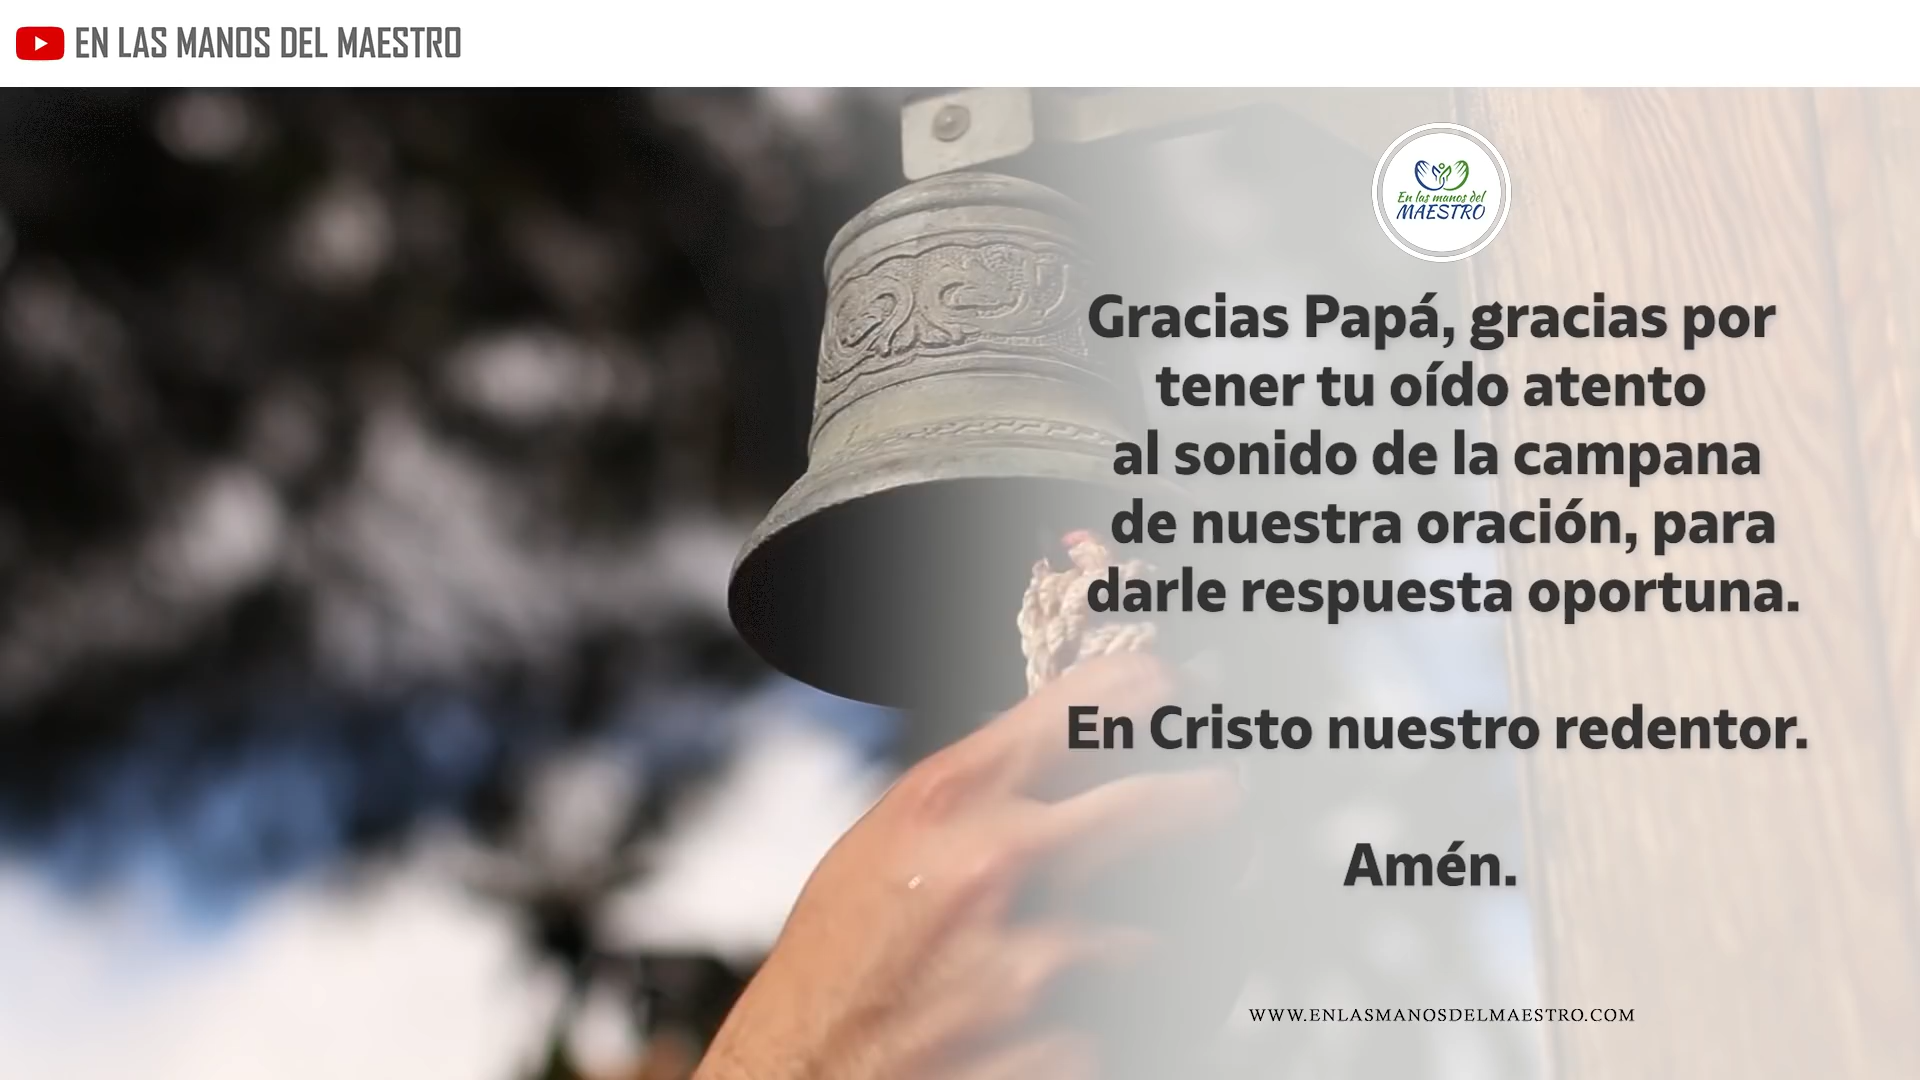 EN LAS MANOS DEL MAESTRO
En las manos del
MAESTRO
Gracias Papá, gracias por
tener tu oído atento
al sonido de la campana
de nuestra oración, para
darle respuesta oportuna.
En Cristo nuestro redentor.
Amén.
WWW.ENLASMANOSDELMAESTRO.COM